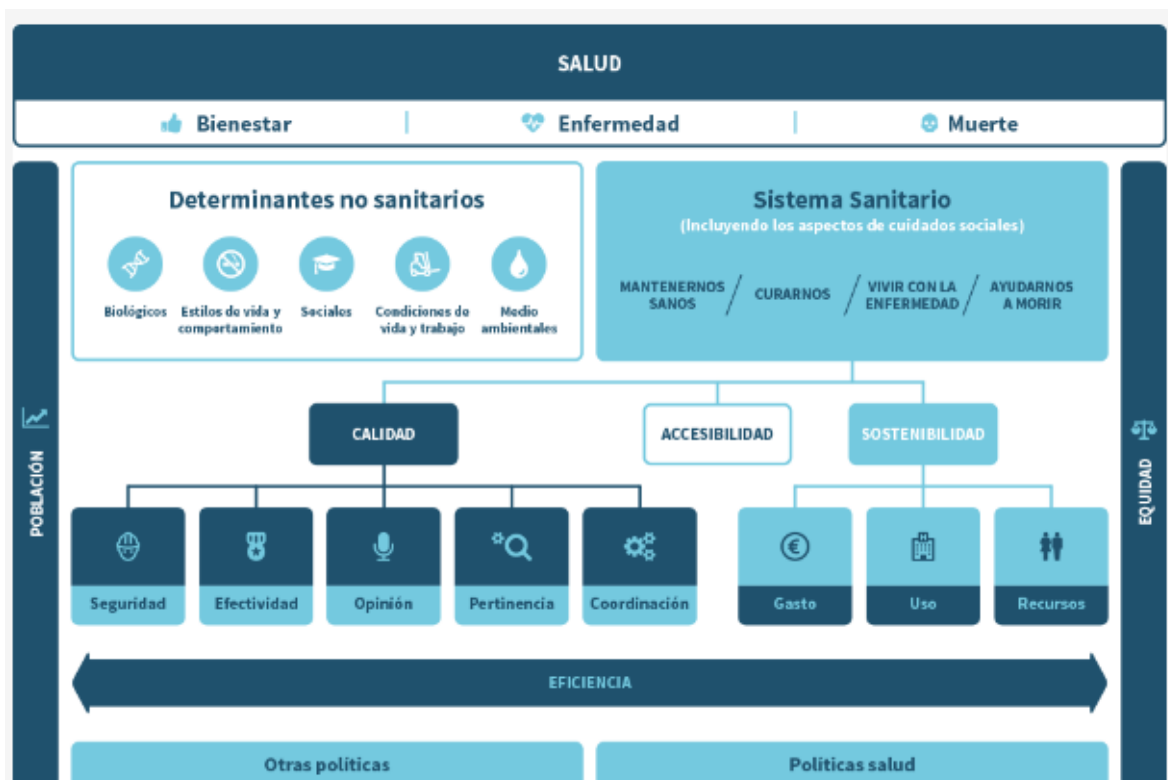 SALUD
Bienestar
Enfermedad
Muerte
Determinantes no sanitarios
Biológicos
Estilos de vida y
comportamiento
Sociales
Condiciones de
vida y trabajo
Medio
ambientales
Sistema Sanitario
(Incluyendo los aspectos de cuidados sociales)
MANTENERNOS
SANOS
CURARNOS
VIVIR CON LA
ENFERMEDAD
AYUDARNOS
A MORIR
POBLACIÓN
EQUIDAD
CALIDAD
ACCESIBILIDAD
SOSTENIBILIDAD
Seguridad
Efectividad
Opinión
Pertinencia
Coordinación
Gasto
Uso
Recursos
EFICIENCIA
Otras políticas
Políticas salud